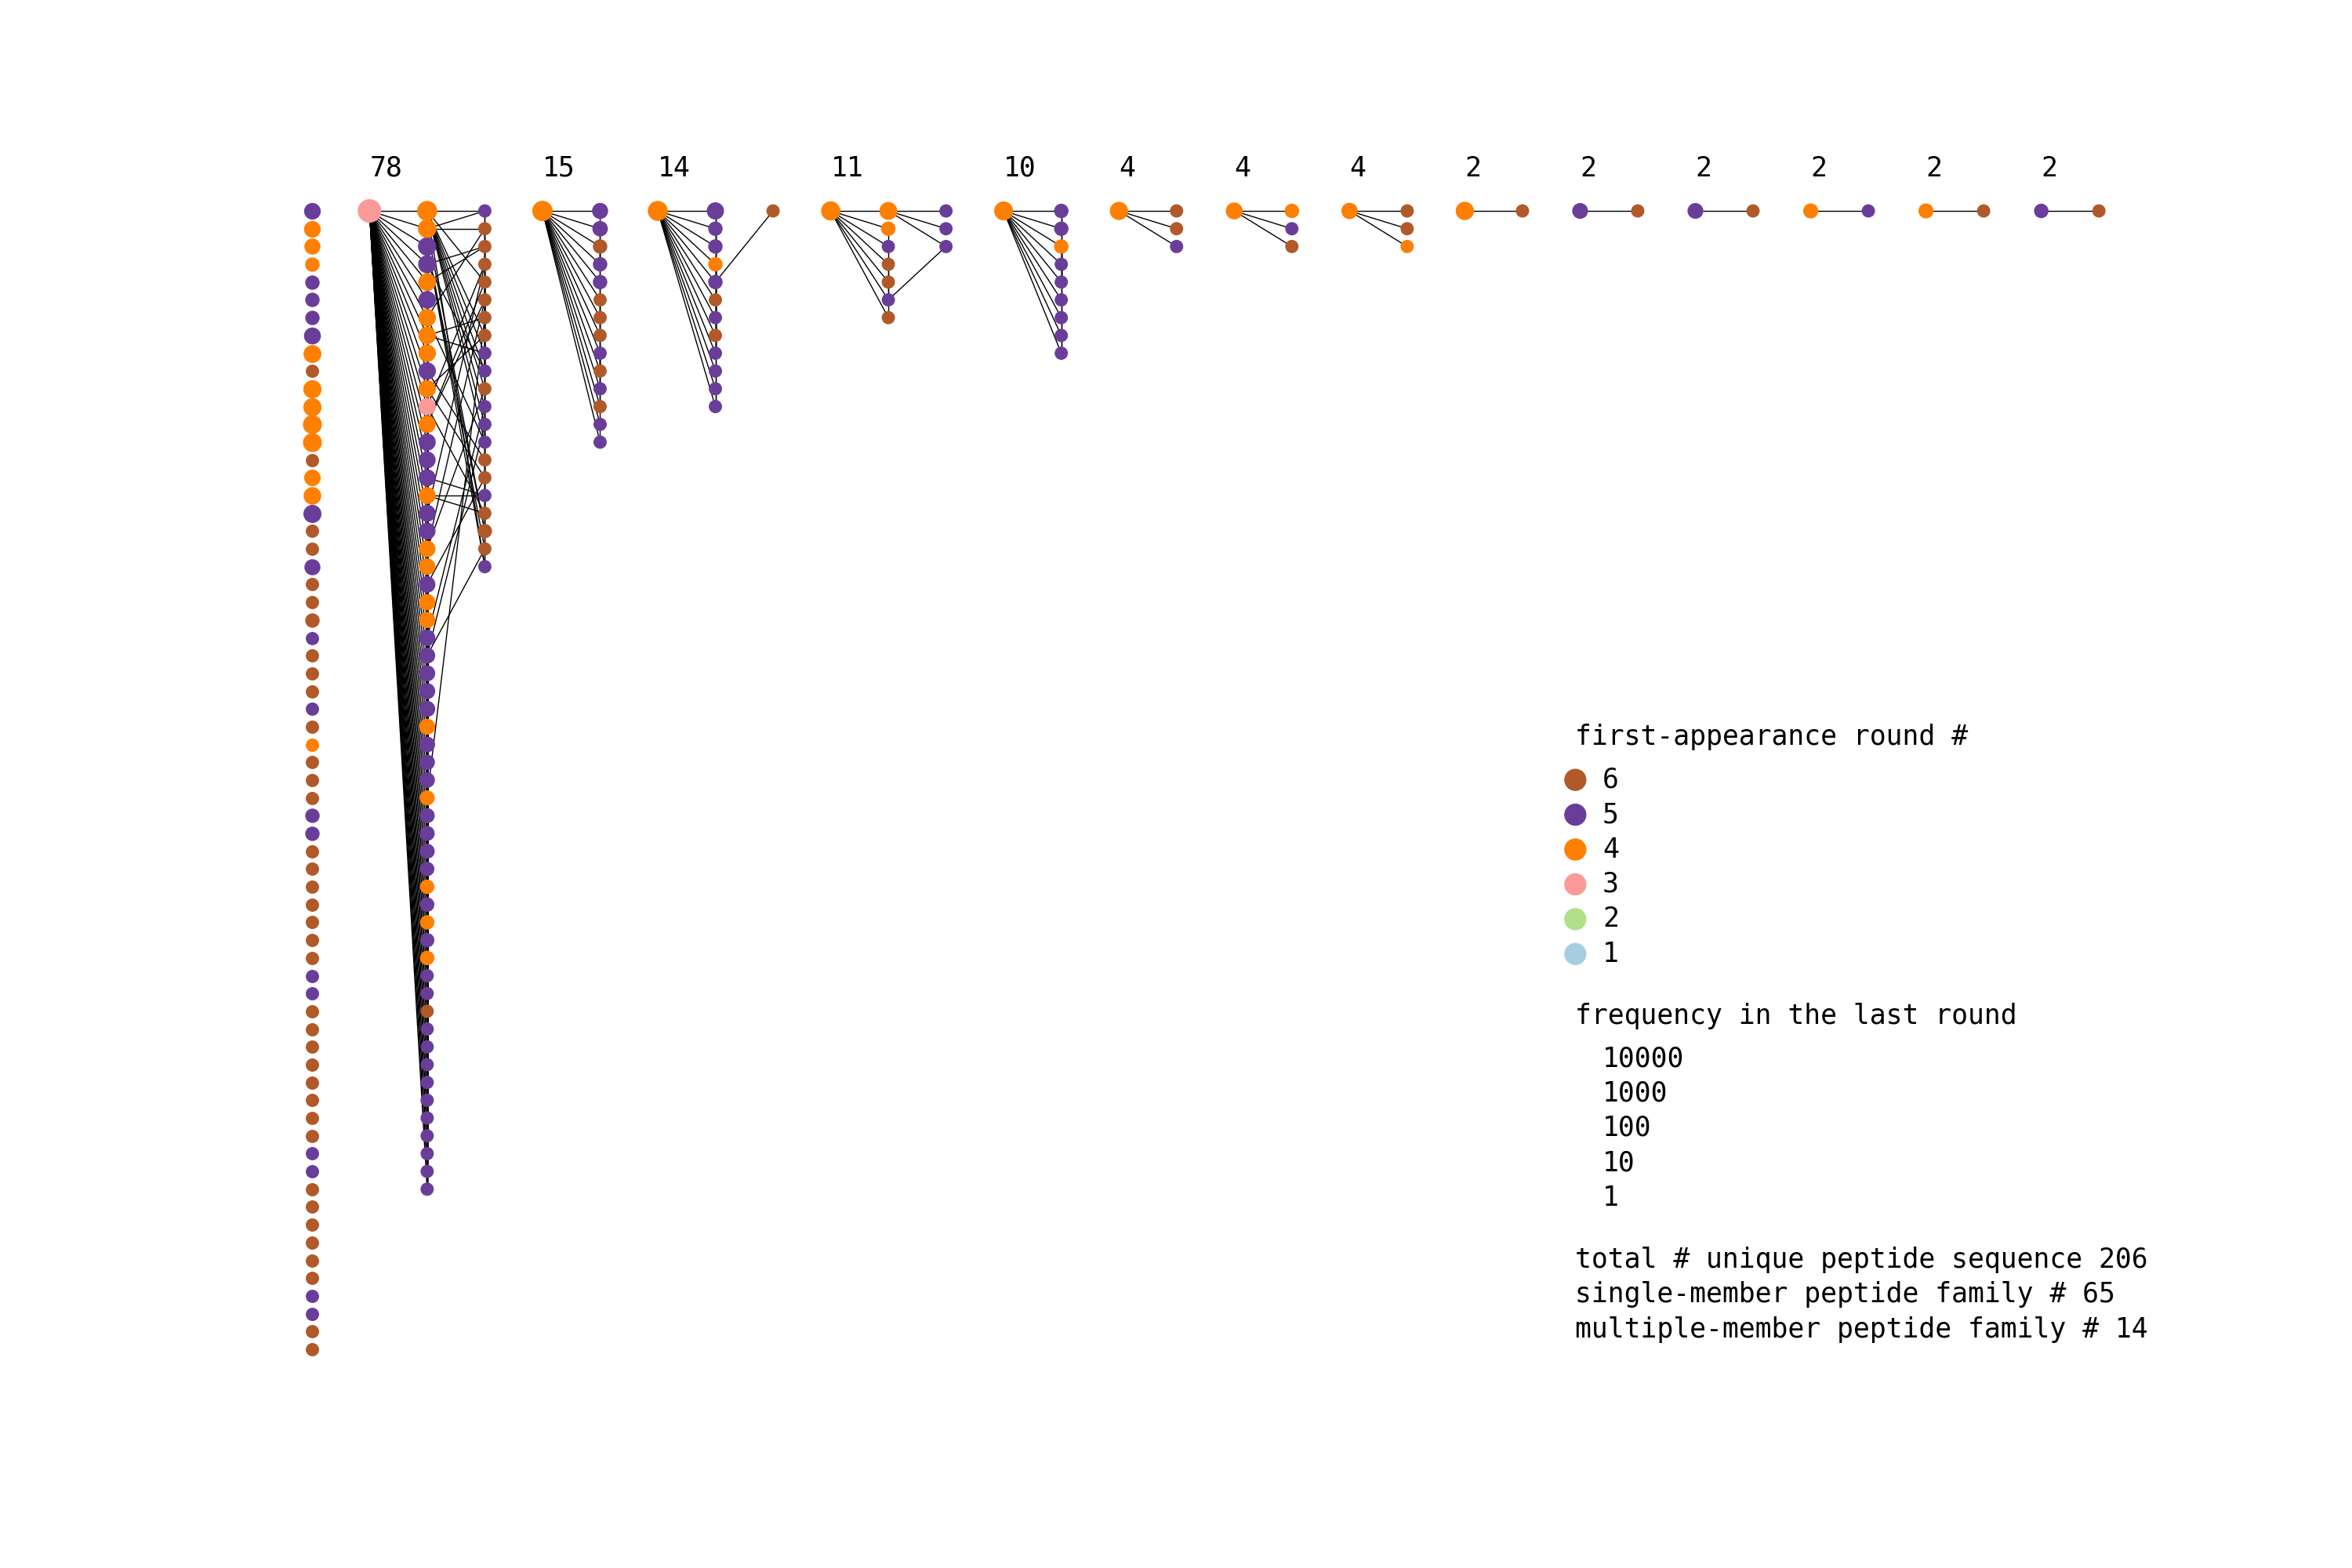 78 15 14 11 10 4 4 4 2 2 2 2 2 2
first-appearance round #
6
5
4
3
2
1
frequency in the last round
10000
1000
100
10
1
total # unique peptide sequence 206
single-member peptide family # 65
multiple-member peptide family # 14